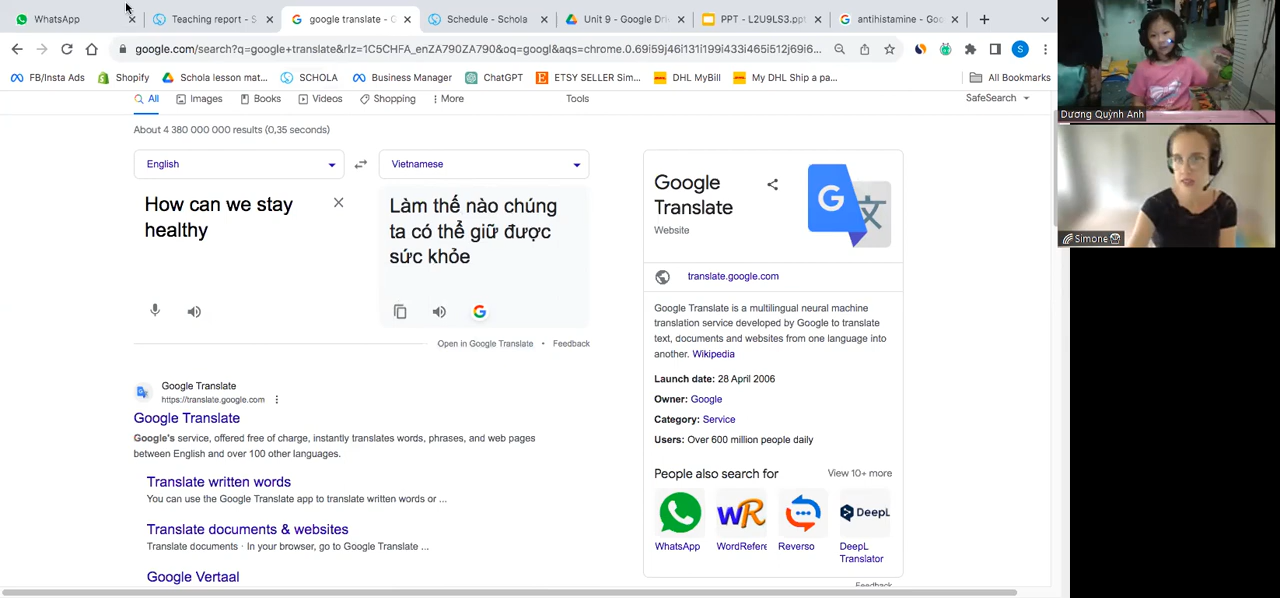 WhatsApp
Teaching report - S
google translate - G
Schedule - Schola
Unit 9 - Google Dri
PPT - L2U9LS3.ppt
antihistamine - Goo
google.com/search?q=google+translate&rlz=1C5CHFA_enZA790ZA790&oq=googl&aqs=chrome.0.69i59j46i131i199i433i465i512j69i6...
S
FB/Insta Ads
Shopify
Schola lesson mat...
SCHOLA
Business Manager
ChatGPT
ETSY SELLER Sim...
DHL MyBill
My DHL Ship a pa...
All Bookmarks
All
Images
Books
Videos
Shopping
More
Tools
SafeSearch
About 4 380 000 000 results (0,35 seconds)
English
Vietnamese
How can we stay
healthy
Làm thế nào chúng
ta có thể giữ được
sức khỏe
Open in Google Translate • Feedback
Google Translate
https://translate.google.com
Google Translate
Google's service, offered free of charge, instantly translates words, phrases, and web pages
between English and over 100 other languages.
Translate written words
You can use the Google Translate app to translate written words or ...
Translate documents & websites
Translate documents · In your browser, go to Google Translate ...
Google Vertaal
Google
Translate
Website
translate.google.com
Google Translate is a multilingual neural machine
translation service developed by Google to translate
text, documents and websites from one language into
another. Wikipedia
Launch date: 28 April 2006
Owner: Google
Category: Service
Users: Over 600 million people daily
People also search for
View 10+ more
DeepL
WhatsApp
WordRefere
Reverso
DeepL
Translator
Feedback
Dương Quỳnh Anh
Simone